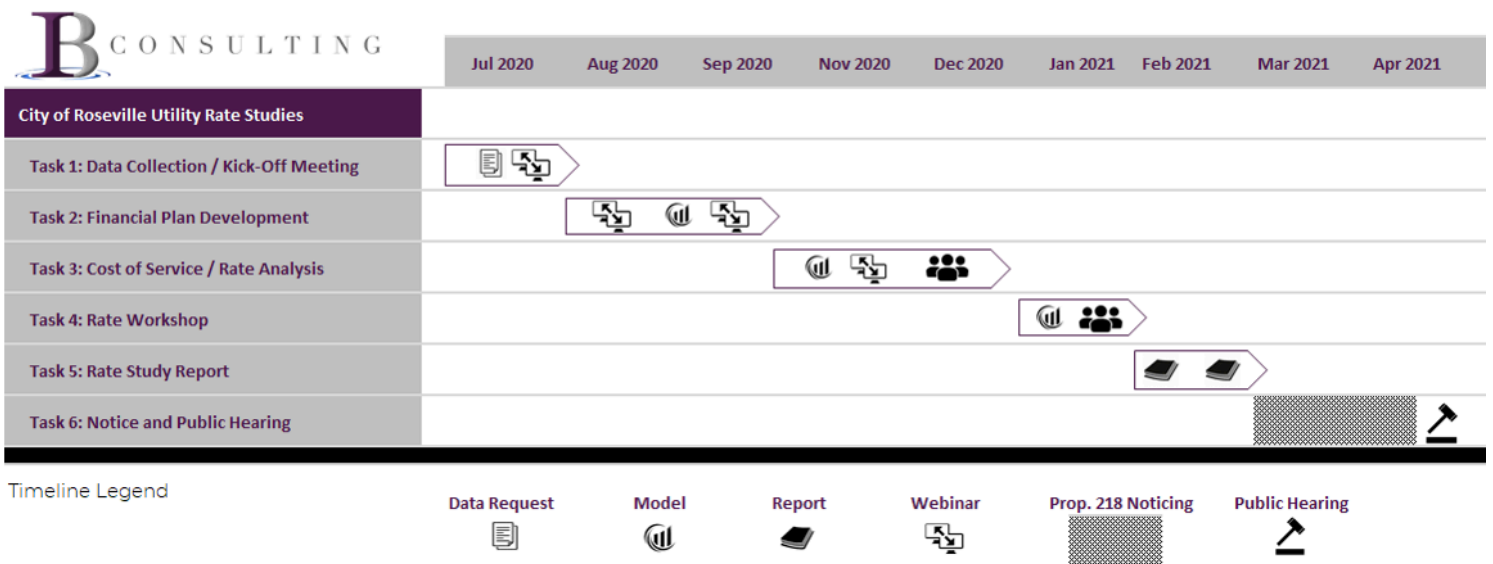 B CONSULTING
Jul 2020 Aug 2020 Sep 2020 Nov 2020 Dec 2020 Jan 2021 Feb 2021 Mar 2021 Apr 2021
City of Roseville Utility Rate Studies
Task 1: Data Collection / Kick-Off Meeting
Task 2: Financial Plan Development
Task 3: Cost of Service / Rate Analysis
Task 4: Rate Workshop
Task 5: Rate Study Report
Task 6: Notice and Public Hearing
Timeline Legend
Data Request Model Report Webinar Prop. 218 Noticing Public Hearing